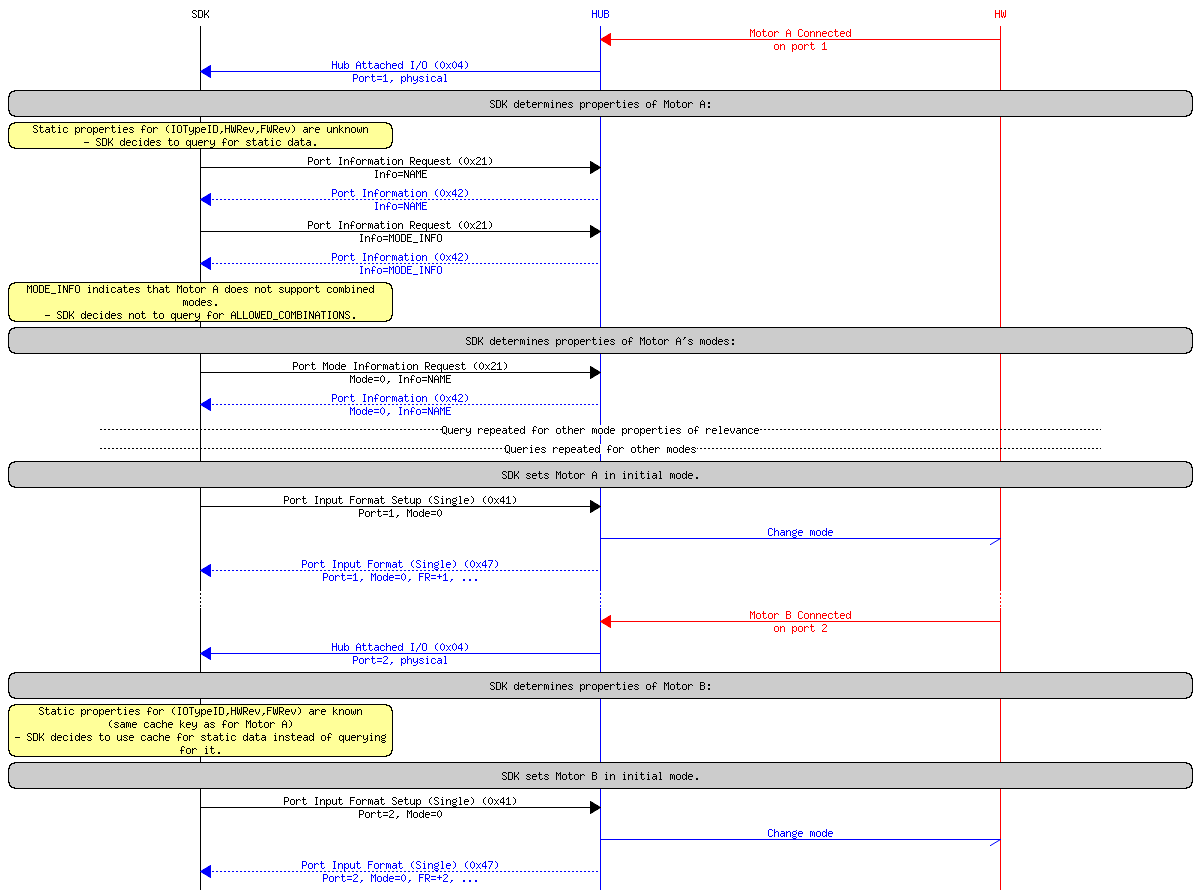 SDK
HUB
HW
Motor A Connected
on port 1
Hub Attached I/O (0x04)
Port=1, physical
SDK determines properties of Motor A:
Static properties for (IOTypeID,HWRev,FWRev) are unknown
- SDK decides to query for static data.
Port Information Request (0x21)
Info=NAME
Port Information (0x42)
Info=NAME
Port Information Request (0x21)
Info=MODE_INFO
Port Information (0x42)
Info=MODE_INFO
MODE_INFO indicates that Motor A does not support combined
modes.
- SDK decides not to query for ALLOWED_COMBINATIONS.
SDK determines properties of Motor A's modes:
Port Mode Information Request (0x21)
Mode=0, Info=NAME
Port Information (0x42)
Mode=0, Info=NAME
Query repeated for other mode properties of relevance
Queries repeated for other modes
SDK sets Motor A in initial mode.
Port Input Format Setup (Single) (0x41)
Port=1, Mode=0
Change mode
Port Input Format (Single) (0x47)
Port=1, Mode=0, FR=+1, ...
Motor B Connected
on port 2
Hub Attached I/O (0x04)
Port=2, physical
SDK determines properties of Motor B:
Static properties for (IOTypeID,HWRev,FWRev) are known
(same cache key as for Motor A)
- SDK decides to use cache for static data instead of querying
for it.
SDK sets Motor B in initial mode.
Port Input Format Setup (Single) (0x41)
Port=2, Mode=0
Change mode
Port Input Format (Single) (0x47)
Port=2, Mode=0, FR=+2, ...